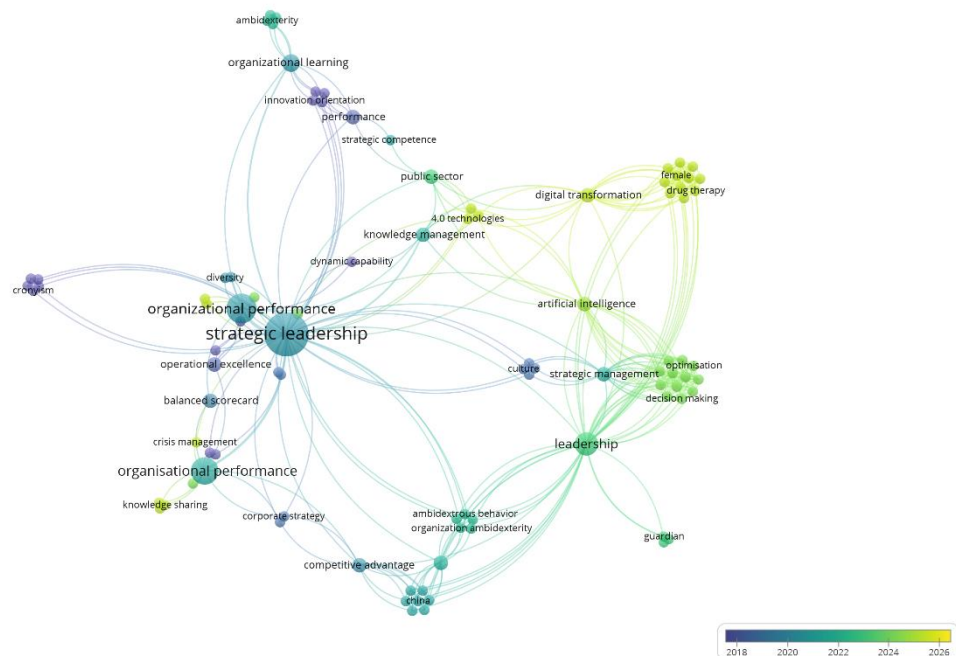 ambidexterity
organizational learning
innovation orientation
performance
strategic competence
public sector
female
drug therapy
digital transformation
4.0 technologies
knowledge management
dynamic capability
diversity
cronyism
organizational performance
artificial intelligence
strategic leadership
operational excellence
culture
strategic management
optimisation
balanced scorecard
decision making
crisis management
leadership
organisational performance
knowledge sharing
corporate strategy
ambidextrous behavior
organization ambidexterity
guardian
competitive advantage
china
2018 2020 2022 2024 2026